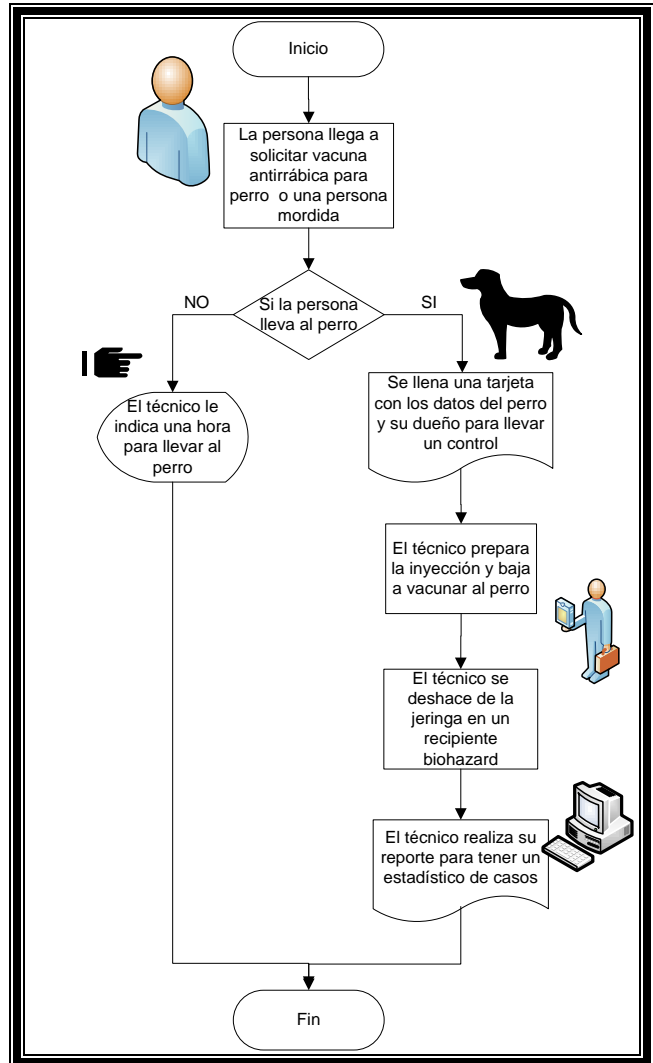 Inicio
La persona llega a
solicitar vacuna
antirrábica para
perro o una persona
mordida
Si la persona
lleva al perro
NO
SI
El técnico le
indica una hora
para llevar al
perro
Se llena una tarjeta
con los datos del perro
y su dueño para llevar
un control
El técnico prepara
la inyección y baja
a vacunar al perro
El técnico se
deshace de la
jeringa en un
recipiente
biohazard
El técnico realiza su
reporte para tener un
estadístico de casos
Fin